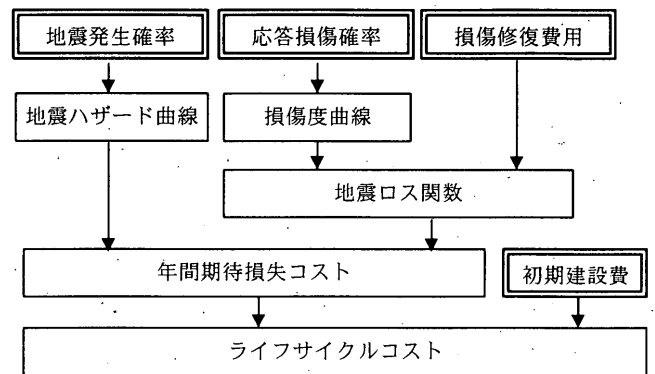 地震発生確率
応答損傷確率
損傷修復費用
地震ハザード曲線
損傷度曲線
地震ロス関数
年間期待損失コスト
初期建設費
ライフサイクルコスト